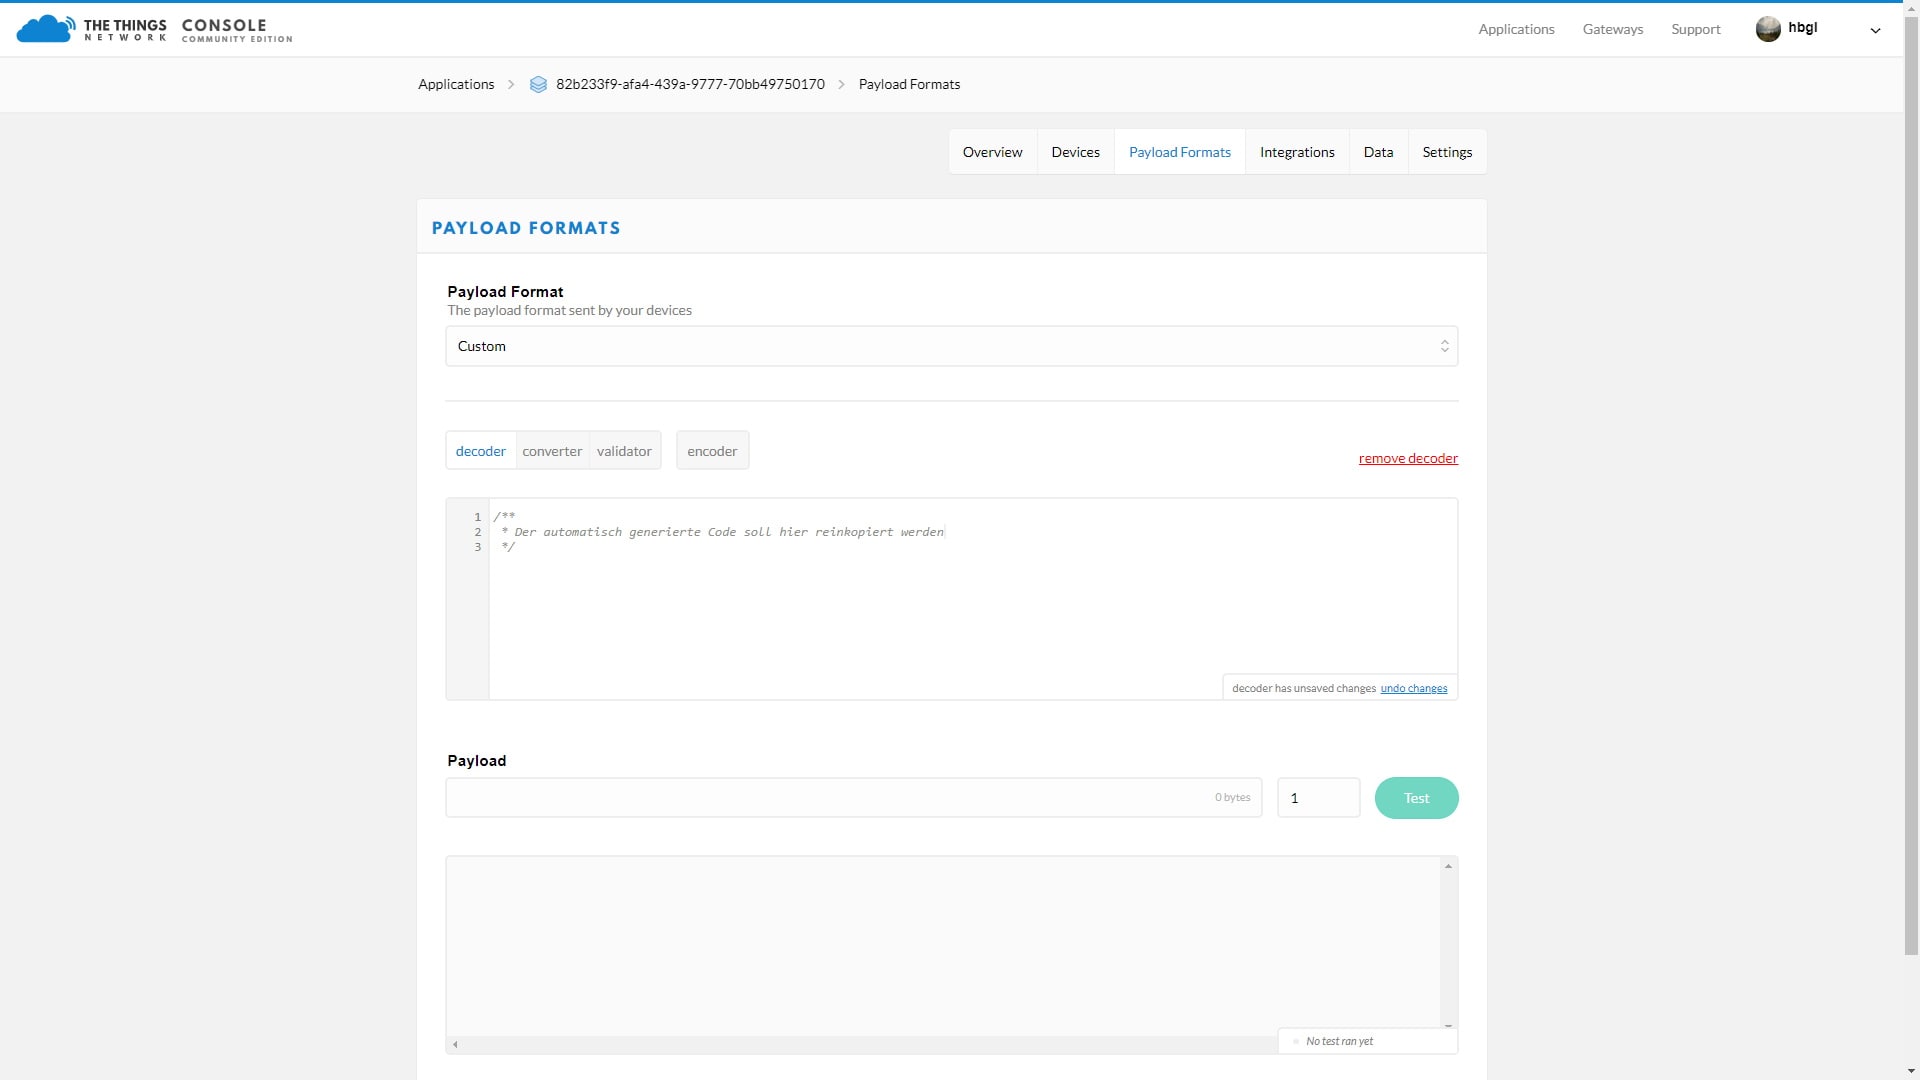 THE THINGS NETWORK
CONSOLE COMMUNITY EDITION
Applications
Gateways
Support
hbgl
Applications
82b233f9-afa4-439a-9777-70bb49750170
Payload Formats
Overview
Devices
Payload Formats
Integrations
Data
Settings
PAYLOAD FORMATS
Payload Format
The payload format sent by your devices
Custom
decoder
converter
validator
encoder
remove decoder
1 /**
2 * Der automatisch generierte Code soll hier reinkopiert werden
3 */
decoder has unsaved changes undo changes
Payload
0 bytes
1
Test
No test ran yet